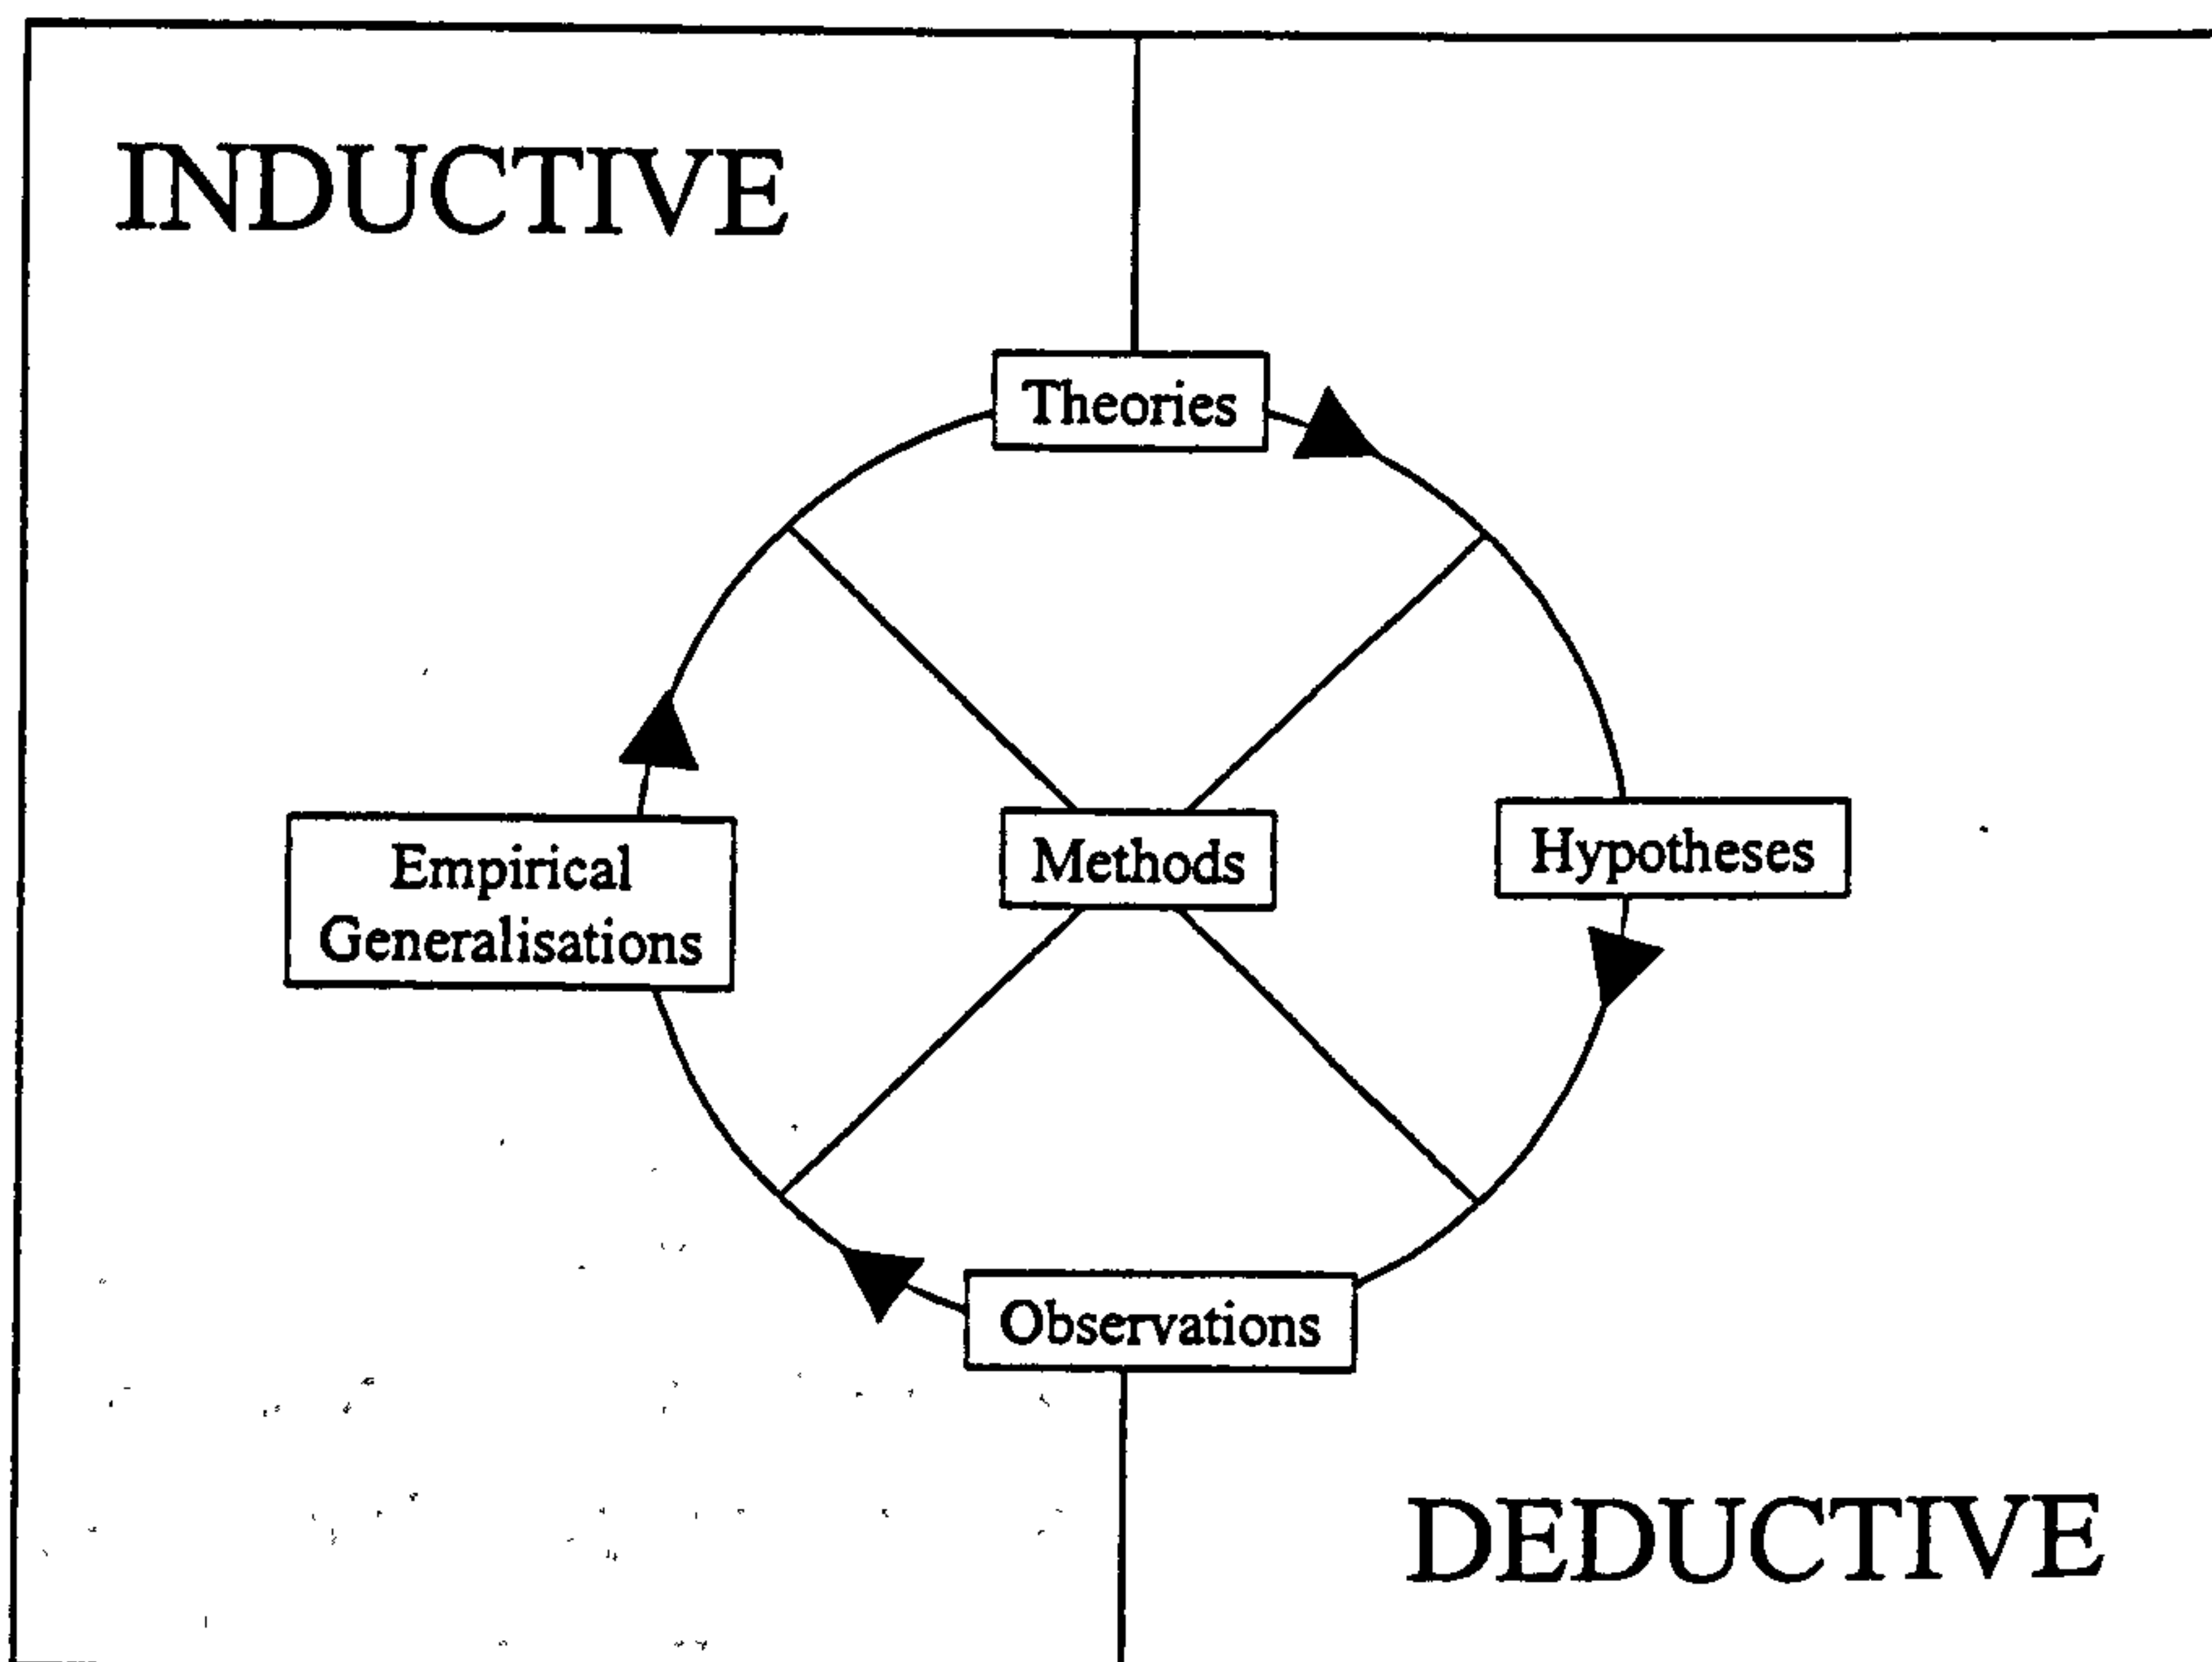 INDUCTIVE
Theories
Empirical
Generalisations
Methods
Hypotheses
Observations
DEDUCTIVE